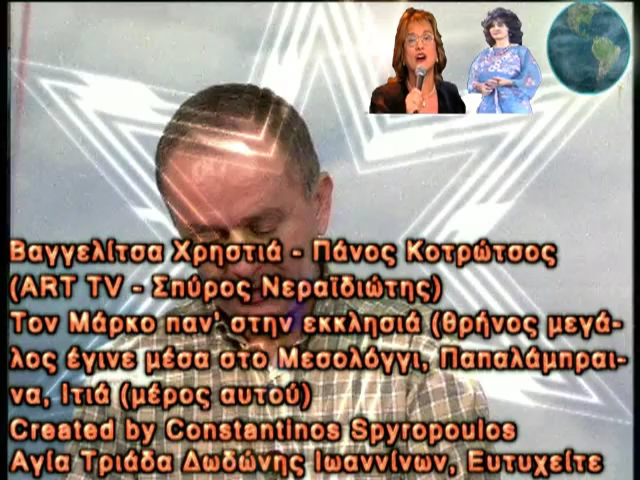 Βαγγελίτσα Χρηστιά - Πάνος Κοτρώτσος
(ART TV - Σπύρος Νεραϊδιώτης)
Τον Μάρκο παν' στην εκκλησιά (θρήνος μεγά-
λος έγινε μέσα στο Μεσολόγγι, Παπαλάμπραι-
να, Ιτιά (μέρος αυτού)
Created by Constantinos Spyropoulos
Αγία Τριάδα Δωδώνης Ιωαννίνων, Ευτυχείτε